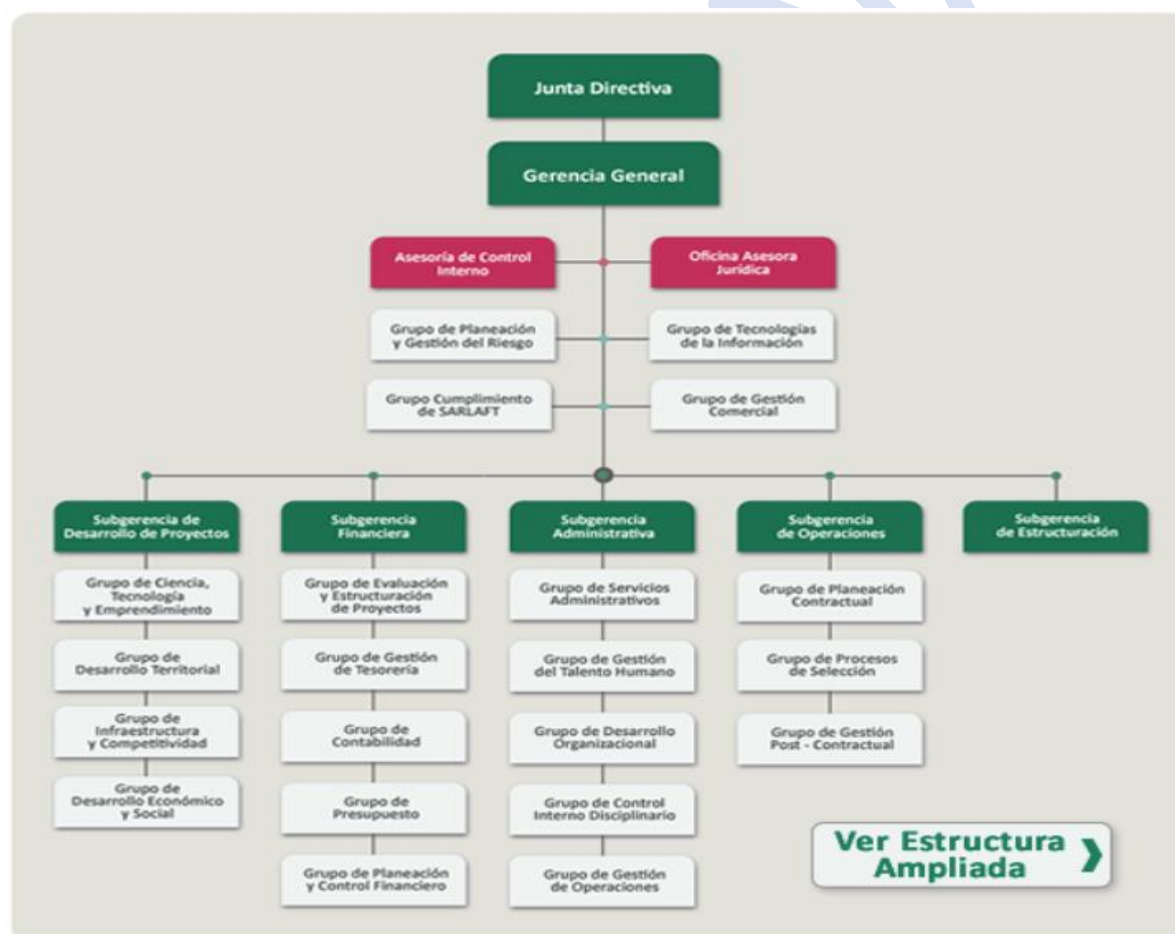 Junta Directiva
Gerencia General
Asesoría de Control
Interno
Oficina Asesora
Jurídica
Grupo de Planeación
y Gestión del Riesgo
Grupo de Tecnologías
de la Información
Grupo Cumplimiento
de SARLAFT
Grupo de Gestión
Comercial
Subgerencia de
Desarrollo de Proyectos
Grupo de Ciencia,
Tecnología
y Emprendimiento
Grupo de
Desarrollo Territorial
Grupo de
Infraestructura
y Competitividad
Grupo de
Desarrollo Económico
y Social
Subgerencia
Financiera
Grupo de Evaluación
y Estructuración
de Proyectos
Grupo de Gestión
de Tesorería
Grupo de
Contabilidad
Grupo de
Presupuesto
Grupo de Planeación
y Control Financiero
Subgerencia
Administrativa
Grupo de Servicios
Administrativos
Grupo de Gestión
del Talento Humano
Grupo de Desarrollo
Organizacional
Grupo de Control
Interno Disciplinario
Grupo de Gestión
de Operaciones
Subgerencia
de Operaciones
Grupo de Planeación
Contractual
Grupo de Procesos
de Selección
Grupo de Gestión
Post - Contractual
Subgerencia
de Estructuración
Ver Estructura
Ampliada